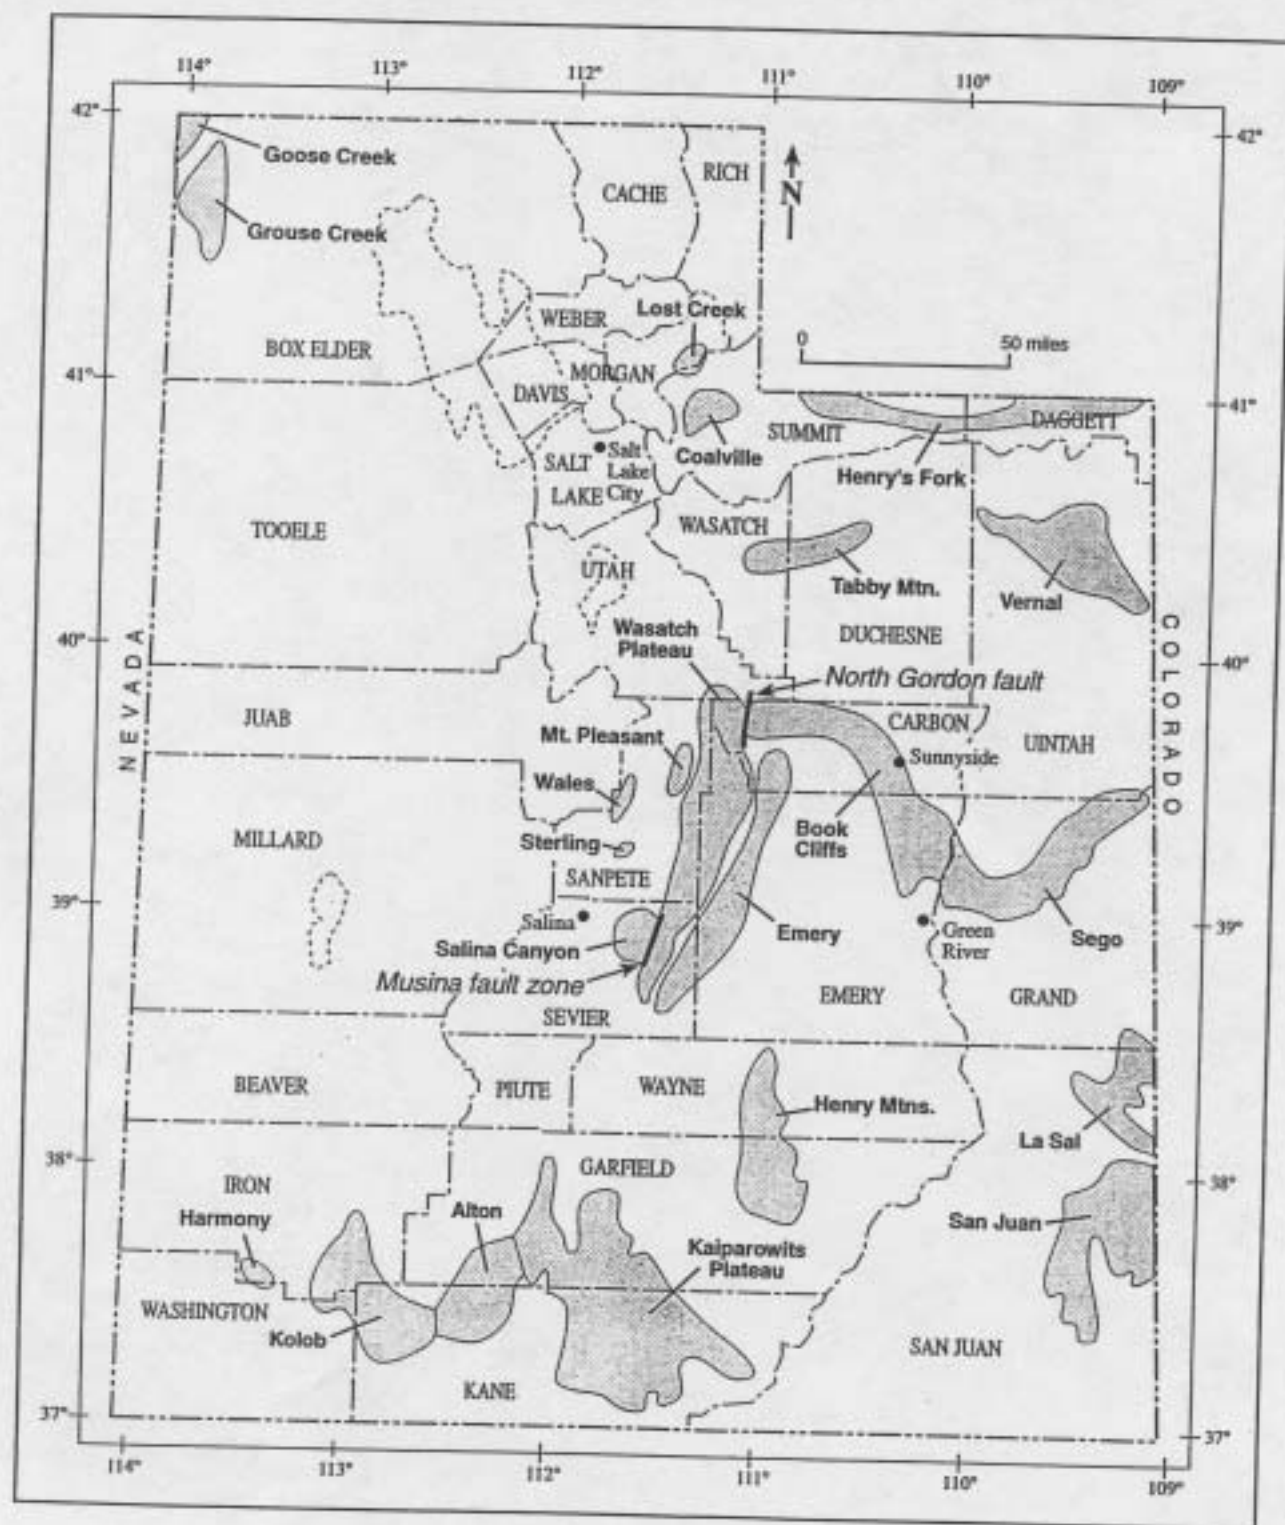 114°
113°
112°
111°
110°
109°
42°
42°
Goose Creek
Grouse Creek
CACHE
RICH
N
Lost Creek
WEBER
BOX ELDER
MORGAN
DAVIS
0
50 miles
41°
41°
SUMMIT
DAGGETT
Coalville
Henry's Fork
SALT
LAKE
Salt
Lake
City
WASATCH
TOOELE
UTAH
Tabby Mtn.
Vernal
DUCHESNE
40°
40°
NEVADA
COLORADO
Wasatch
Plateau
North Gordon fault
JUAB
CARBON
UINTAH
Mt. Pleasant
Sunnyside
Wales
Book
Cliffs
MILLARD
Sterling
SANPETE
39°
39°
Salina
Emery
Green
River
Sego
Salina Canyon
Musina fault zone
EMERY
GRAND
SEVIER
BEAVER
PIUTE
WAYNE
Henry Mtns.
La Sal
38°
38°
GARFIELD
IRON
Harmony
Alton
San Juan
Kaiparowits
Plateau
WASHINGTON
Kolob
SAN JUAN
KANE
37°
37°
114°
113°
112°
111°
110°
109°